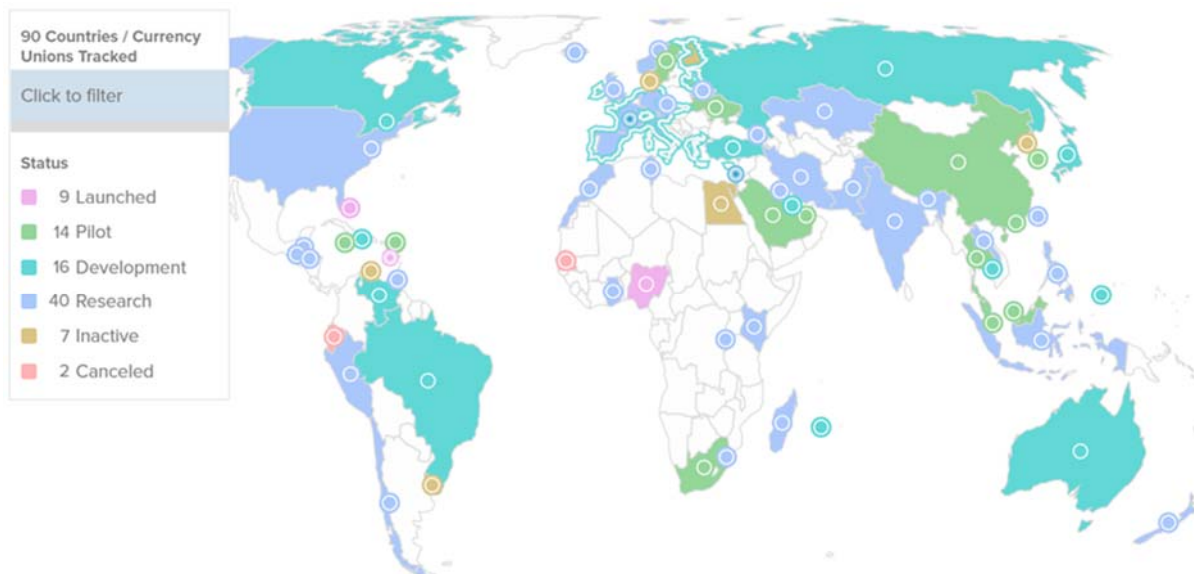 90 Countries / Currency
Unions Tracked
Click to filter
Status
9 Launched
14 Pilot
16 Development
40 Research
7 Inactive
2 Canceled